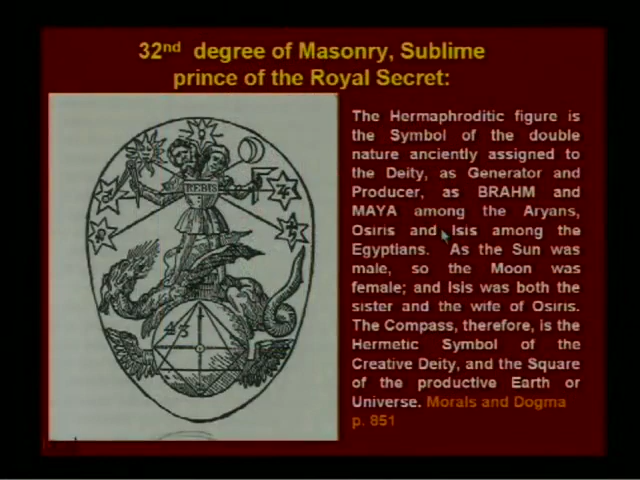 32nd degree of Masonry, Sublime
prince of the Royal Secret:
REBIS
The Hermaphroditic figure is
the Symbol of the double
nature anciently assigned to
the Deity, as Generator and
Producer, as BRAHM and
MAYA among the Aryans,
Osiris and Isis among the
Egyptians. As the Sun was
male, so the Moon was
female; and Isis was both the
sister and the wife of Osiris.
The Compass, therefore, is the
Hermetic Symbol of the
Creative Deity, and the Square
of the productive Earth or
Universe. Morals and Dogma
p. 851